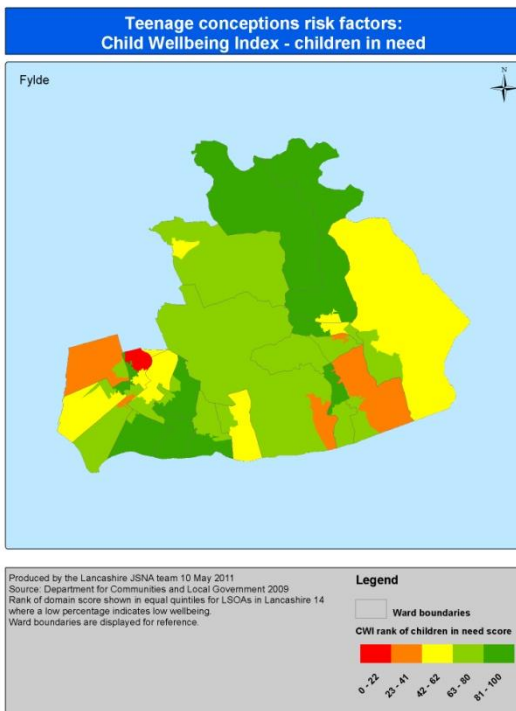 Teenage conceptions risk factors:
Child Wellbeing Index - children in need
Fylde
N
Produced by the Lancashire JSNA team 10 May 2011
Source: Department for Communities and Local Government 2009
Rank of domain score shown in equal quintiles for LSOAs in Lancashire 14
where a low percentage indicates low wellbeing.
Ward boundaries are displayed for reference.
Legend
Ward boundaries
CWI rank of children in need score
0 - 22
23 - 41
42 - 62
63 - 80
81 - 100